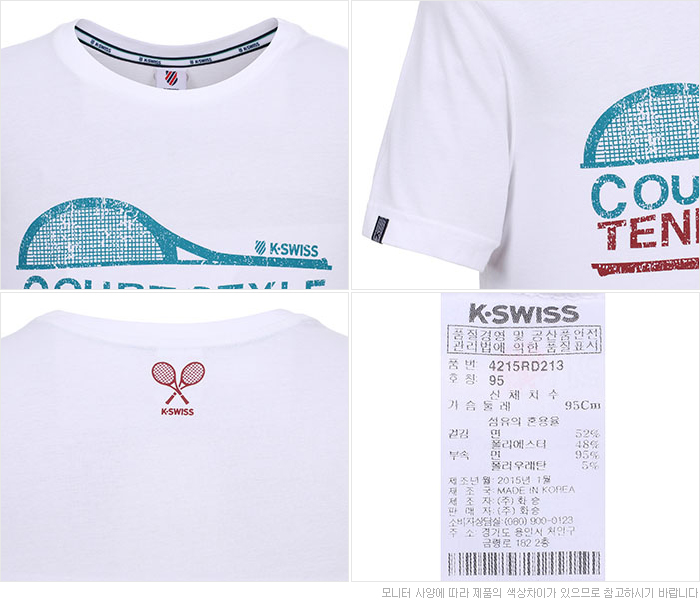 K·SWISS K·SWISS K·SWISS
K·SWISS
COURT STYLE
COU
TENN
K·SWISS
K·SWISS
품질경영 및 공산품안전
관리법에 의한 품질표시
품 번: 4215RD213
호 칭: 95
신 체 치 수
가 슴 둘 레 95Cm
섬유의 혼용율
겉감 면 52%
폴리에스터 48%
부속 면 95%
폴리우레탄 5%
제조년월: 2015년 1월
제 조 국: MADE IN KOREA
제 조 자: (주) 화 승
판 매 자: (주) 화 승
소비자상담실: (080) 900-0123
주 소: 경기도 용인시 처인구
금령로 182 2층
모니터 사양에 따라 제품의 색상차이가 있으므로 참고하시기 바랍니다